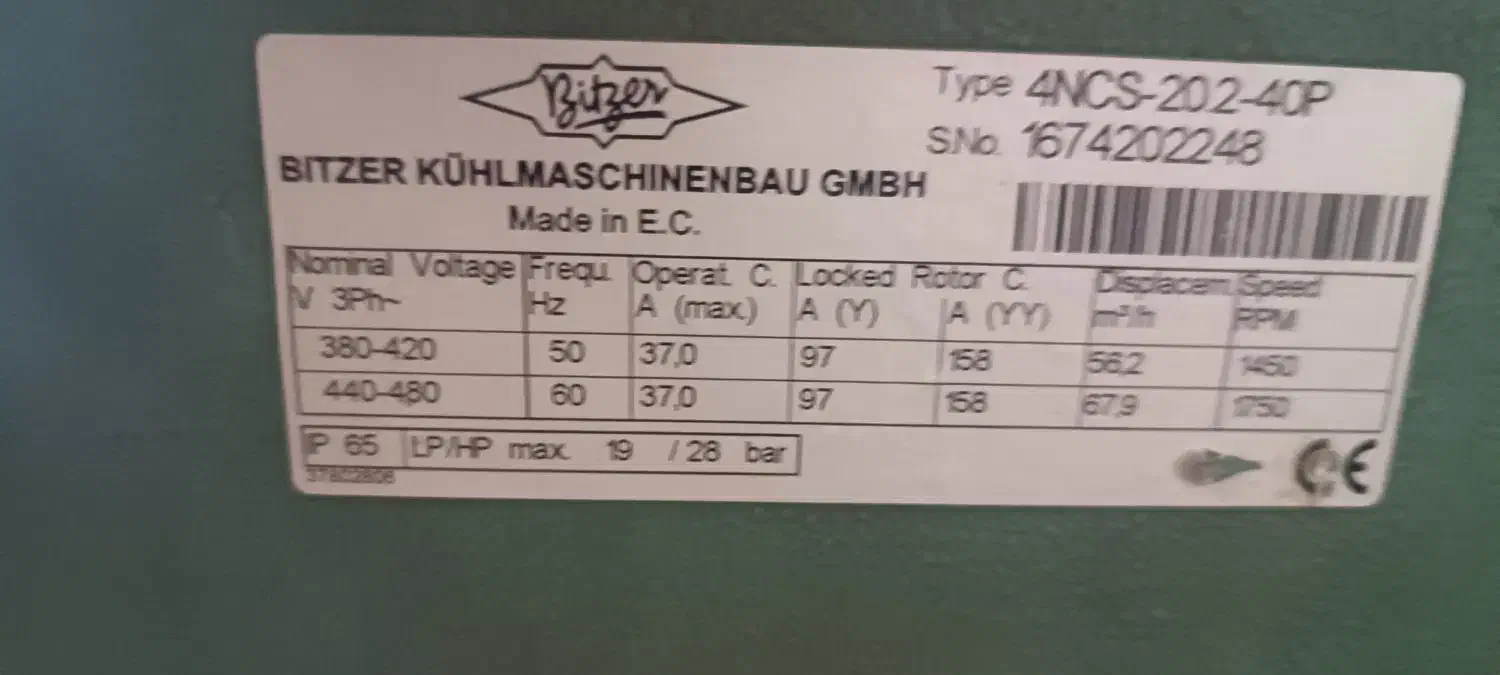 Bitzer
Type 4NCS-20.2-40P
S.No. 1674202248
BITZER KÜHLMASCHINENBAU GMBH
Made in E.C.
Nominal Voltage Frequ. Operat. C. Locked Rotor C. Displacem. Speed
V 3Ph~ Hz A (max.) A (Y) A (YY) m³/h RPM
380-420 50 37,0 97 158 56,2 1450
440-480 60 37,0 97 158 67,9 1750
IP 65 LP/HP max. 19 / 28 bar
CE